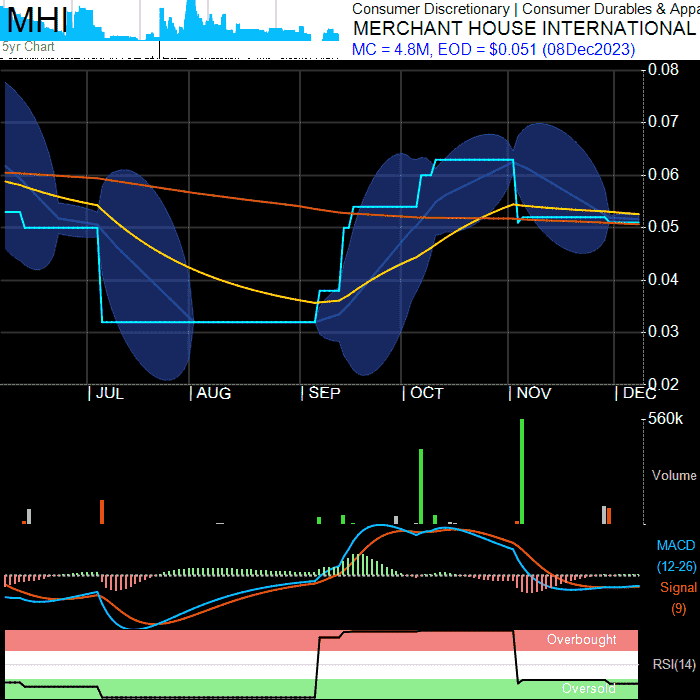 MHI
5yr Chart
Consumer Discretionary | Consumer Durables & Appa
MERCHANT HOUSE INTERNATIONAL
MC = 4.8M, EOD = $0.051 (08Dec2023)
0.08
0.07
0.06
0.05
0.04
0.03
0.02
JUL AUG SEP OCT NOV DEC
560k
Volume
MACD
(12-26)
Signal
(9)
Overbought
RSI(14)
Oversold